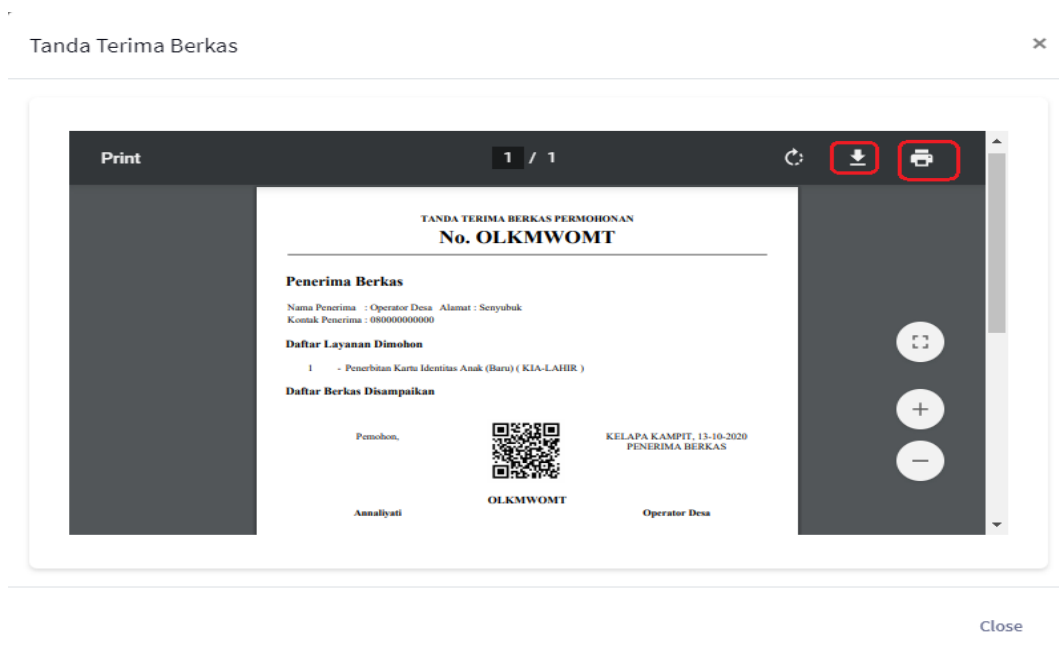 Tanda Terima Berkas ×
Print 1 / 1
TANDA TERIMA BERKAS PERMOHONAN
No. OLKMWOMT
Penerima Berkas
Nama Penerima : Operator Desa Alamat : Senyubuk
Kontak Penerima : 080000000000
Daftar Layanan Dimohon
1 - Penerbitan Kartu Identitas Anak (Baru) ( KIA-LAHIR )
Daftar Berkas Disampaikan
Pemohon, KELAPA KAMPIT, 13-10-2020
PENERIMA BERKAS
OLKMWOMT
Annaliyati Operator Desa
Close